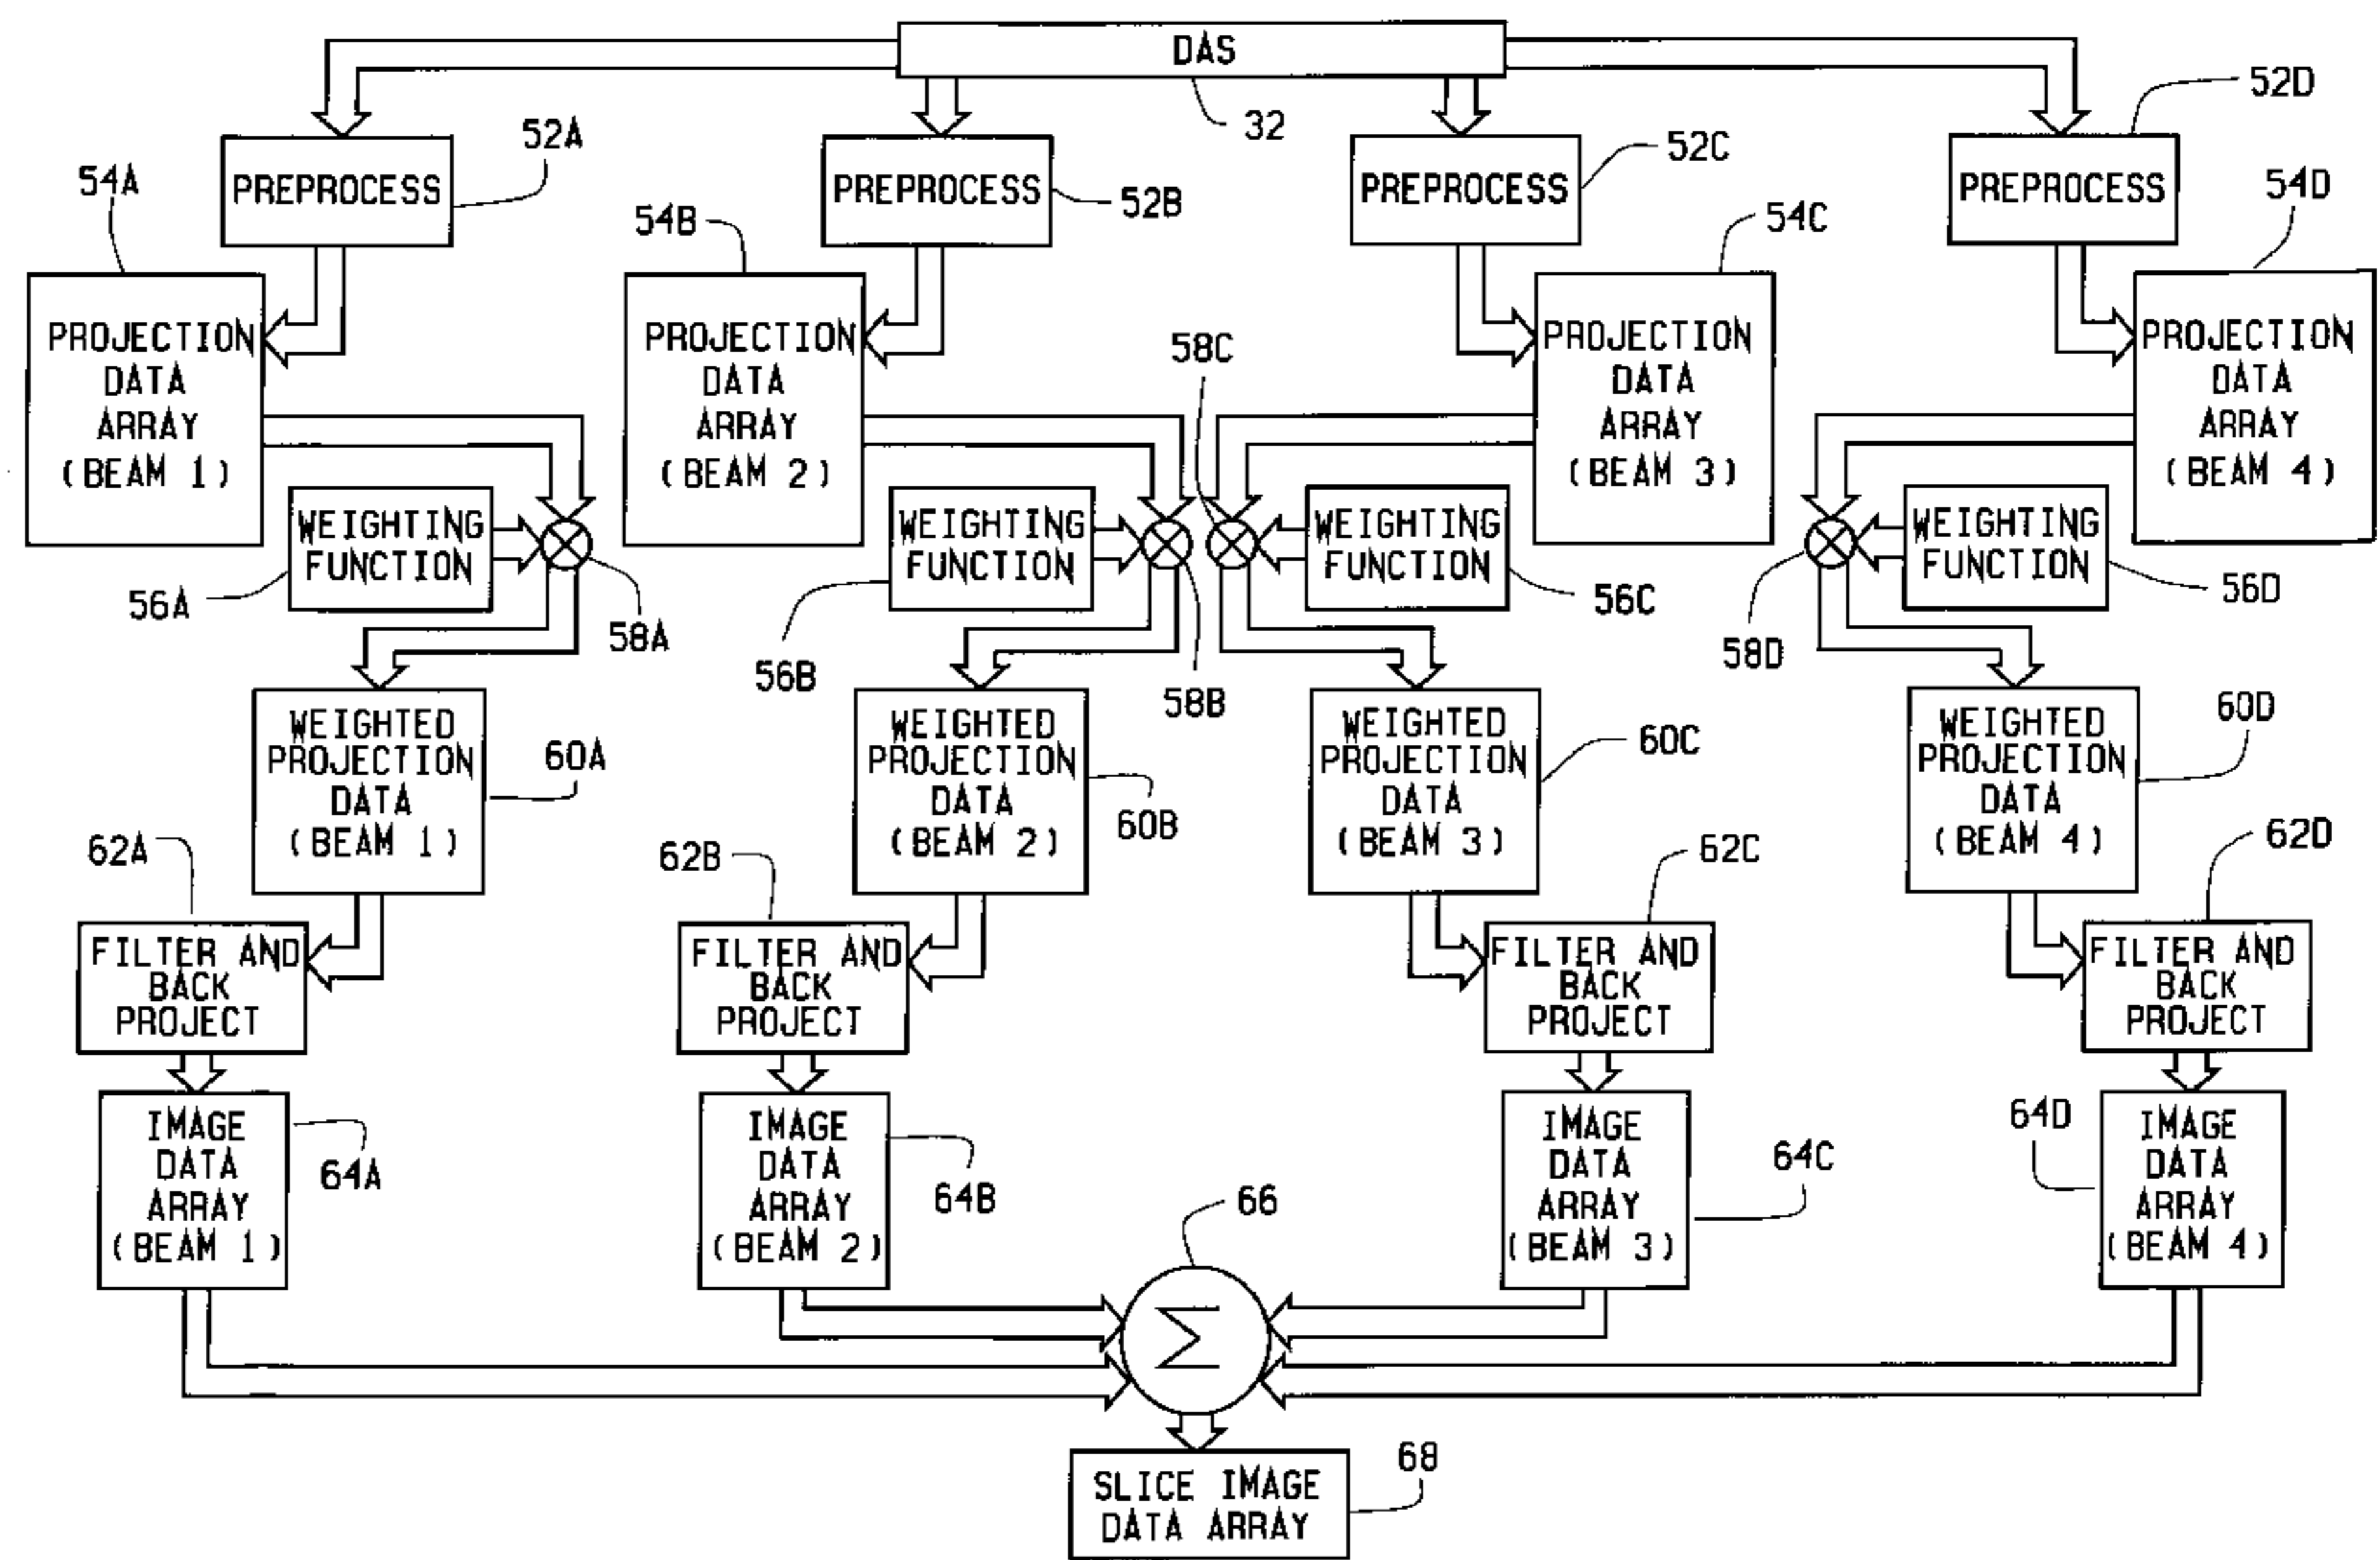 DAS
32
52A
52B
52C
52D
PREPROCESS
PREPROCESS
PREPROCESS
PREPROCESS
54A
54B
54C
54D
PROJECTION
DATA
ARRAY
(BEAM 1)
PROJECTION
DATA
ARRAY
(BEAM 2)
PROJECTION
DATA
ARRAY
(BEAM 3)
PROJECTION
DATA
ARRAY
(BEAM 4)
58C
WEIGHTING
FUNCTION
WEIGHTING
FUNCTION
WEIGHTING
FUNCTION
WEIGHTING
FUNCTION
56A
58A
56B
58B
56C
58D
56D
WEIGHTED
PROJECTION
DATA
(BEAM 1)
60A
WEIGHTED
PROJECTION
DATA
(BEAM 2)
60B
WEIGHTED
PROJECTION
DATA
(BEAM 3)
60C
WEIGHTED
PROJECTION
DATA
(BEAM 4)
60D
62A
62B
62C
62D
FILTER AND
BACK
PROJECT
FILTER AND
BACK
PROJECT
FILTER AND
BACK
PROJECT
FILTER AND
BACK
PROJECT
IMAGE
DATA
ARRAY
(BEAM 1)
64A
IMAGE
DATA
ARRAY
(BEAM 2)
64B
IMAGE
DATA
ARRAY
(BEAM 3)
64C
64D
IMAGE
DATA
ARRAY
(BEAM 4)
66
Σ
68
SLICE IMAGE
DATA ARRAY